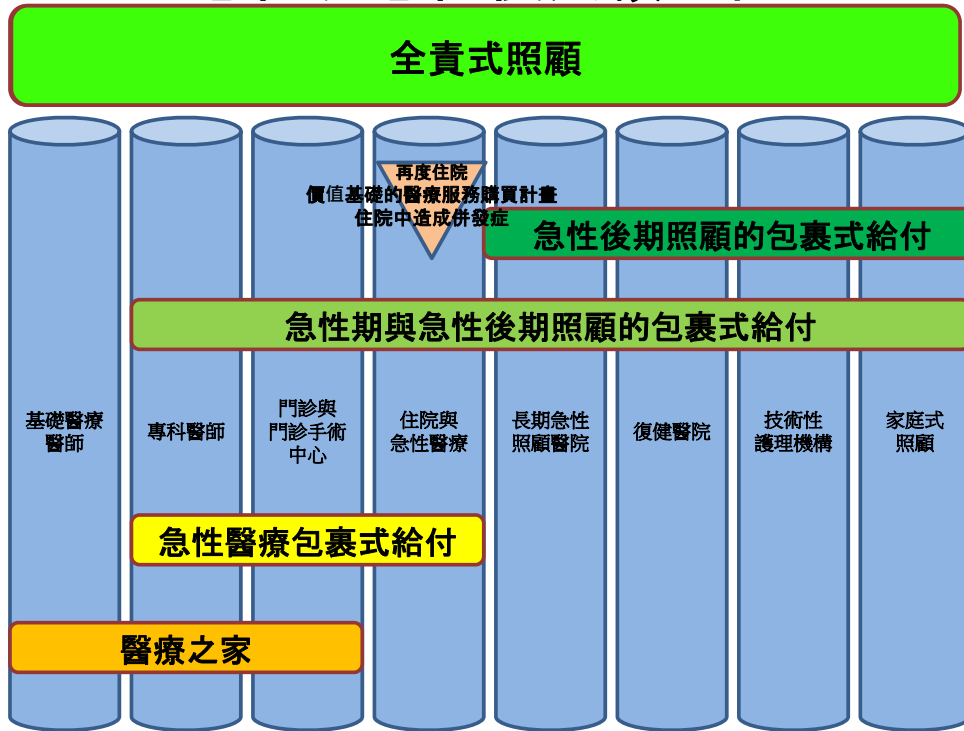 全責式照顧
再度住院
價值基礎的醫療服務購買計畫
住院中造成併發症
急性後期照顧的包裹式給付
急性期與急性後期照顧的包裹式給付
基礎醫療
醫師
專科醫師
門診與
門診手術
中心
住院與
急性醫療
長期急性
照顧醫院
復健醫院
技術性
護理機構
家庭式
照顧
急性醫療包裹式給付
醫療之家